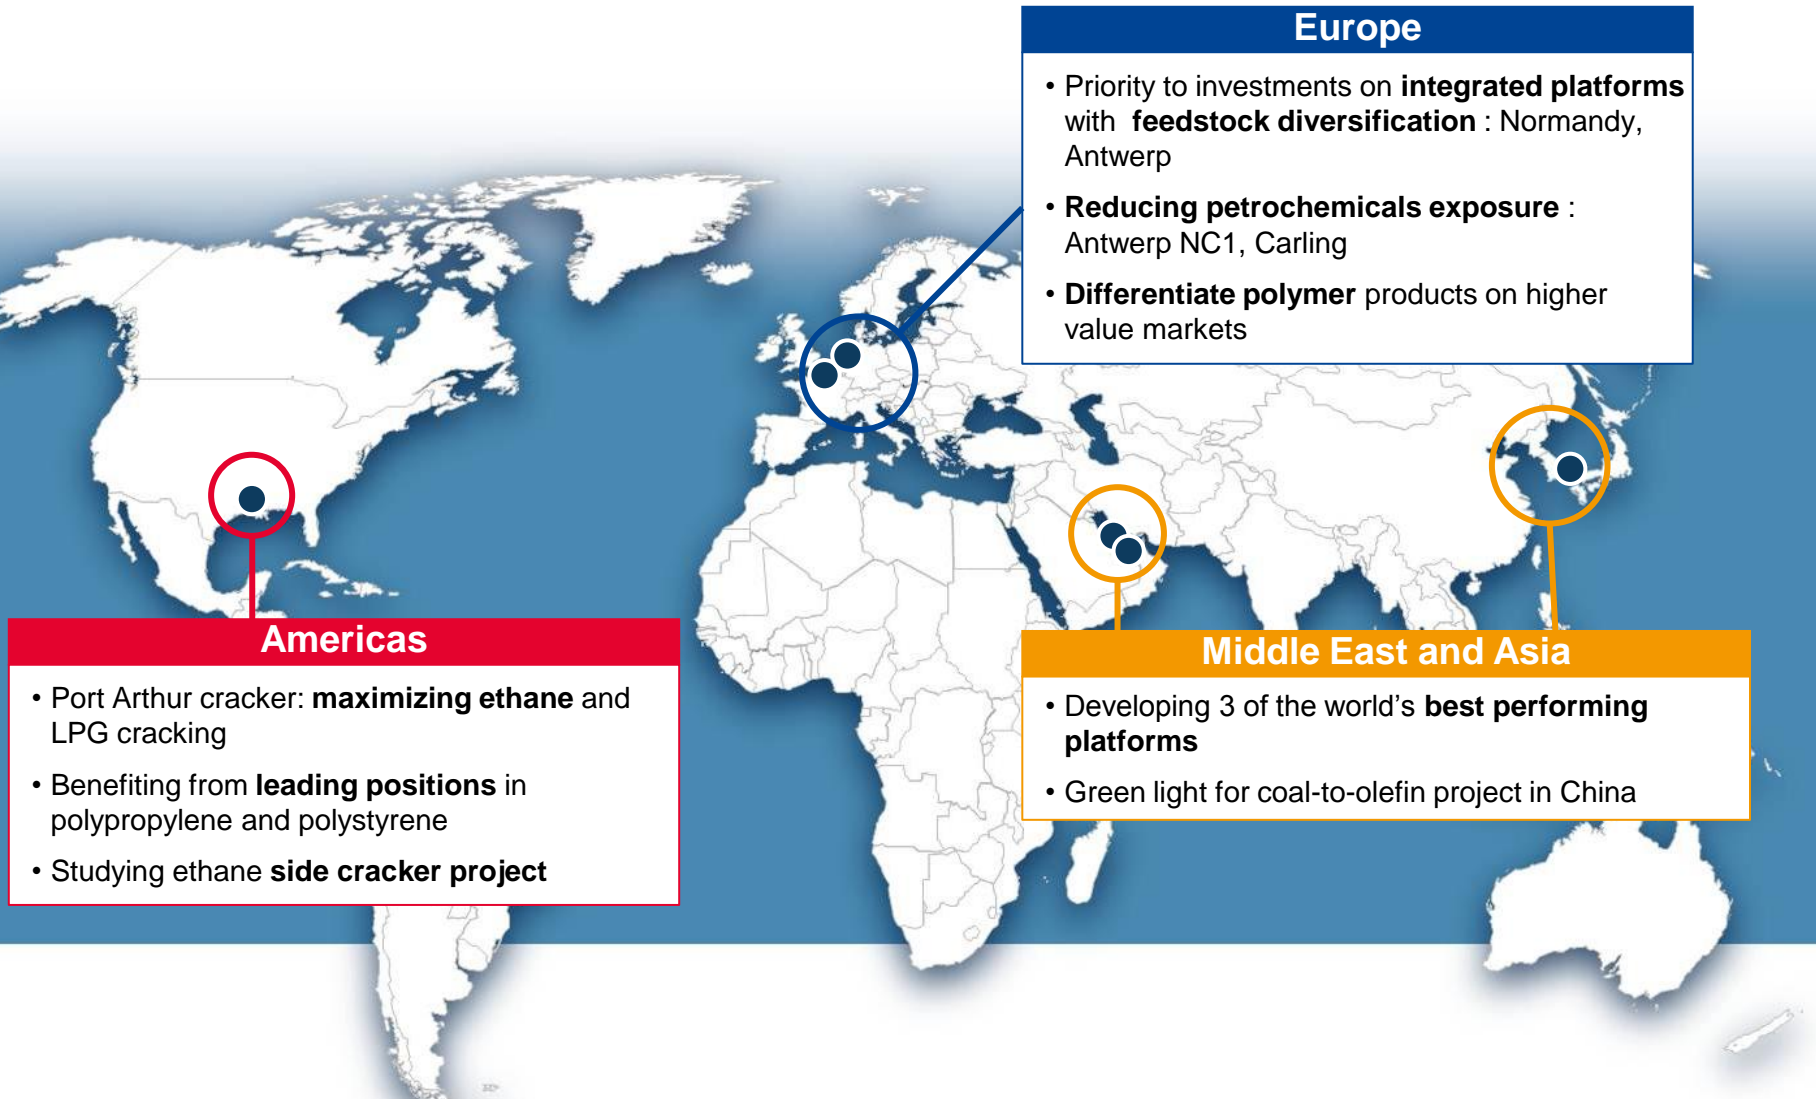 Europe
• Priority to investments on integrated platforms
with feedstock diversification : Normandy,
Antwerp
• Reducing petrochemicals exposure :
Antwerp NC1, Carling
• Differentiate polymer products on higher
value markets
Americas
• Port Arthur cracker: maximizing ethane and
LPG cracking
• Benefiting from leading positions in
polypropylene and polystyrene
• Studying ethane side cracker project
Middle East and Asia
• Developing 3 of the world’s best performing
platforms
• Green light for coal-to-olefin project in China